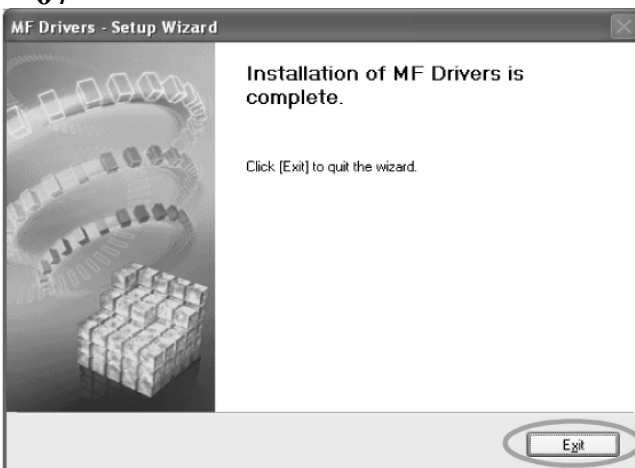 MF Drivers - Setup Wizard
Installation of MF Drivers is
complete.
Click [Exit] to quit the wizard.
Exit